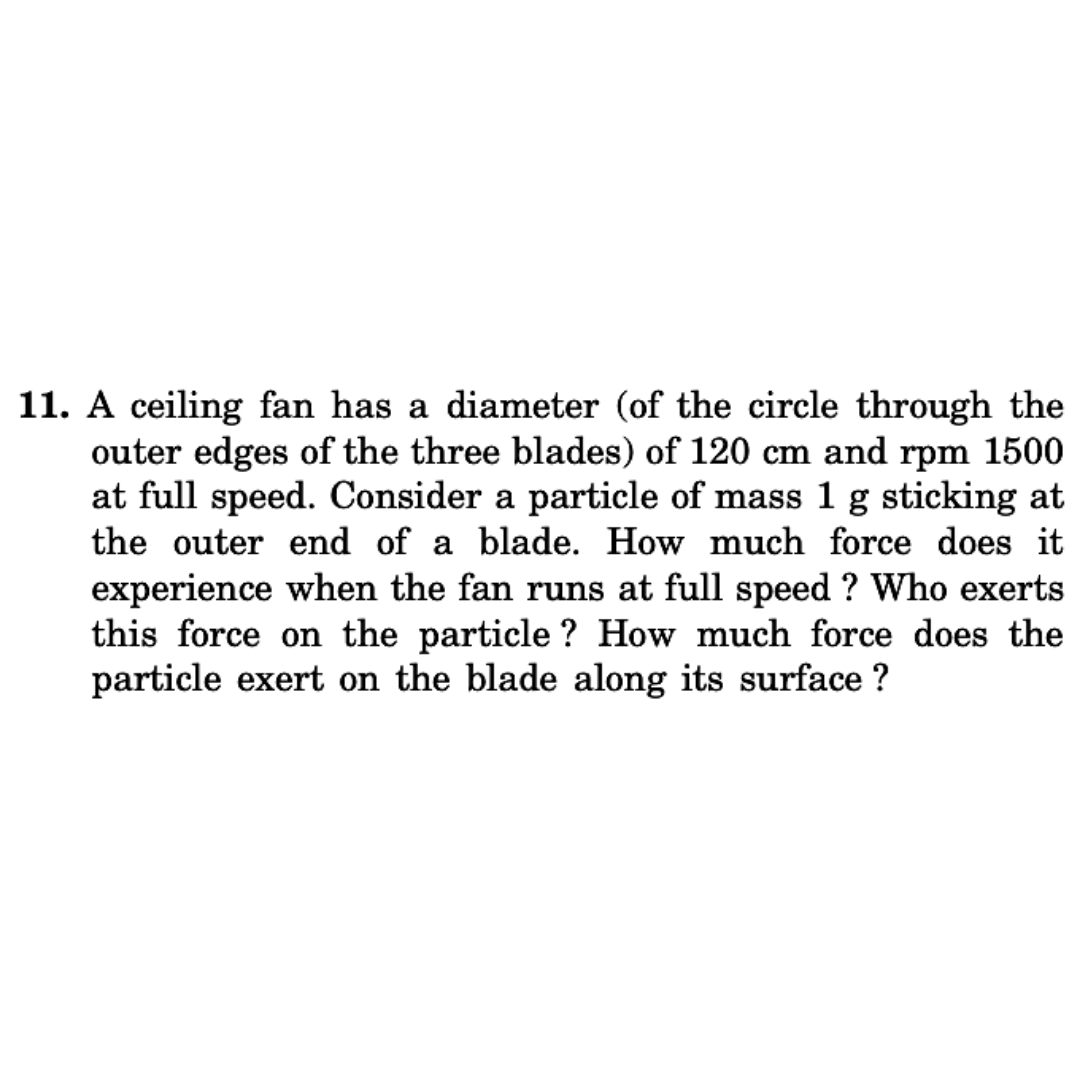 11. A ceiling fan has a diameter (of the circle through the
outer edges of the three blades) of 120 cm and rpm 1500
at full speed. Consider a particle of mass 1 g sticking at
the outer end of a blade. How much force does it
experience when the fan runs at full speed ? Who exerts
this force on the particle ? How much force does the
particle exert on the blade along its surface ?